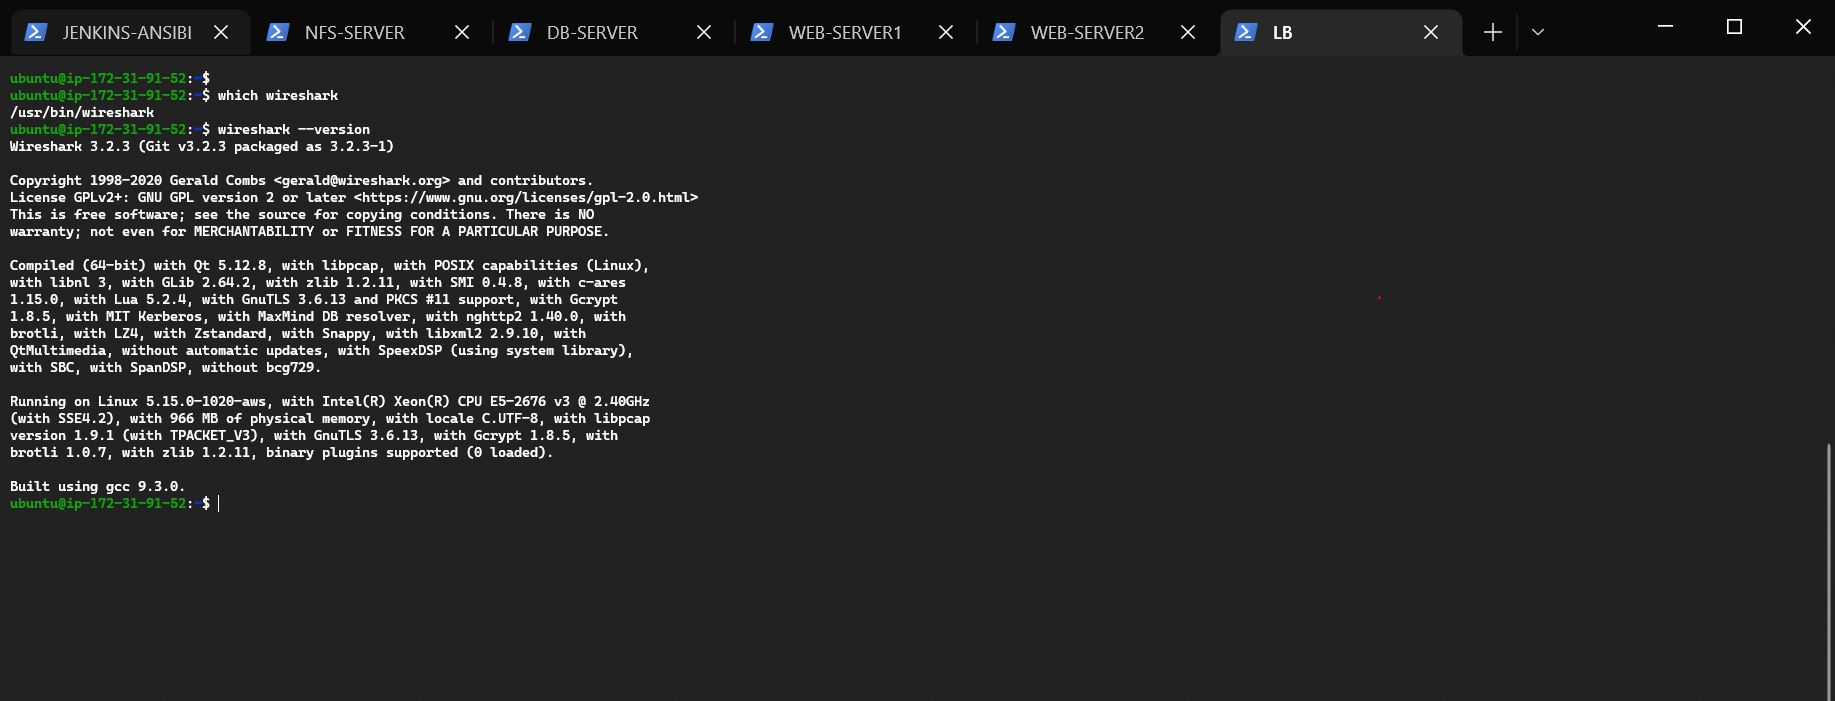 JENKINS-ANSIBI NFS-SERVER DB-SERVER WEB-SERVER1 WEB-SERVER2 LB
ubuntu@ip-172-31-91-52:~$
ubuntu@ip-172-31-91-52:~$ which wireshark
/usr/bin/wireshark
ubuntu@ip-172-31-91-52:~$ wireshark --version
Wireshark 3.2.3 (Git v3.2.3 packaged as 3.2.3-1)
Copyright 1998-2020 Gerald Combs <gerald@wireshark.org> and contributors.
License GPLv2+: GNU GPL version 2 or later <https://www.gnu.org/licenses/gpl-2.0.html>
This is free software; see the source for copying conditions. There is NO
warranty; not even for MERCHANTABILITY or FITNESS FOR A PARTICULAR PURPOSE.
Compiled (64-bit) with Qt 5.12.8, with libpcap, with POSIX capabilities (Linux),
with libnl 3, with GLib 2.64.2, with zlib 1.2.11, with SMI 0.4.8, with c-ares
1.15.0, with Lua 5.2.4, with GnuTLS 3.6.13 and PKCS #11 support, with Gcrypt
1.8.5, with MIT Kerberos, with MaxMind DB resolver, with nghttp2 1.40.0, with
brotli, with LZ4, with Zstandard, with Snappy, with libxml2 2.9.10, with
QtMultimedia, without automatic updates, with SpeexDSP (using system library),
with SBC, with SpanDSP, without bcg729.
Running on Linux 5.15.0-1020-aws, with Intel(R) Xeon(R) CPU E5-2676 v3 @ 2.40GHz
(with SSE4.2), with 966 MB of physical memory, with locale C.UTF-8, with libpcap
version 1.9.1 (with TPACKET_V3), with GnuTLS 3.6.13, with Gcrypt 1.8.5, with
brotli 1.0.7, with zlib 1.2.11, binary plugins supported (0 loaded).
Built using gcc 9.3.0.
ubuntu@ip-172-31-91-52:~$